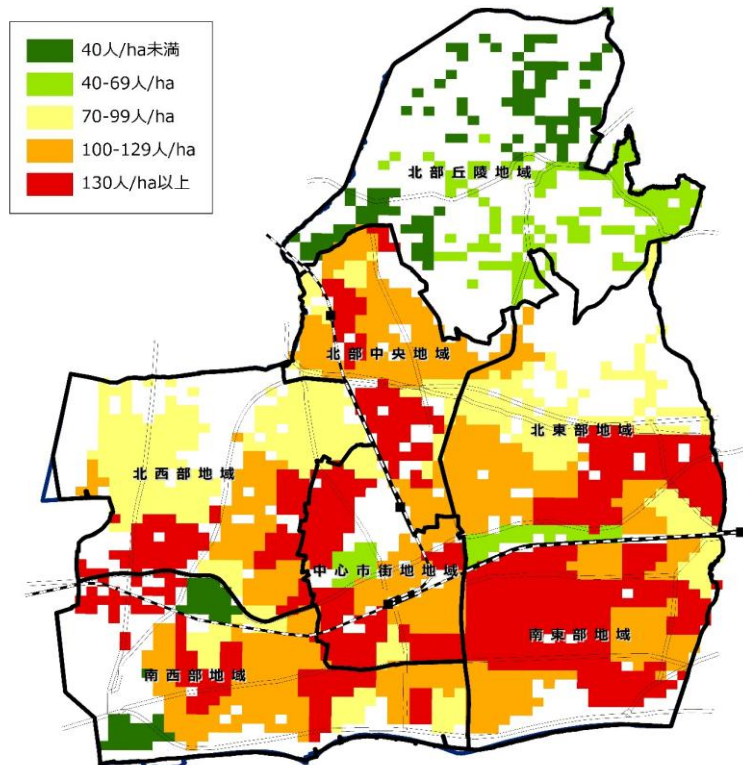 40人/ha未満
40-69人/ha
70-99人/ha
100-129人/ha
130人/ha以上
北部丘陵地域
北部中央地域
北東部地域
北西部地域
中心市街地地域
南東部地域
南西部地域